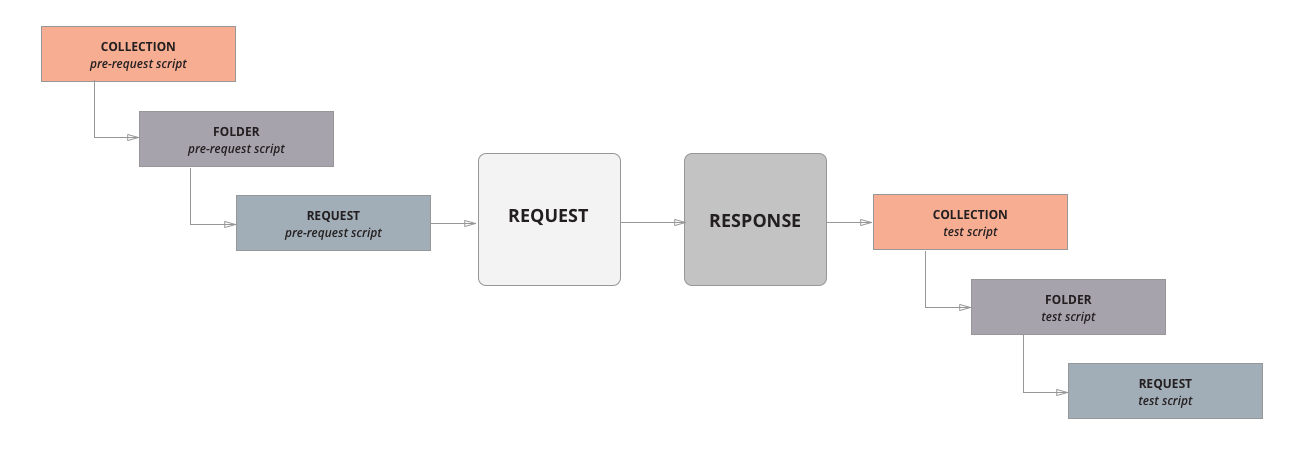 COLLECTION
pre-request script
FOLDER
pre-request script
REQUEST
pre-request script
REQUEST
RESPONSE
COLLECTION
test script
FOLDER
test script
REQUEST
test script